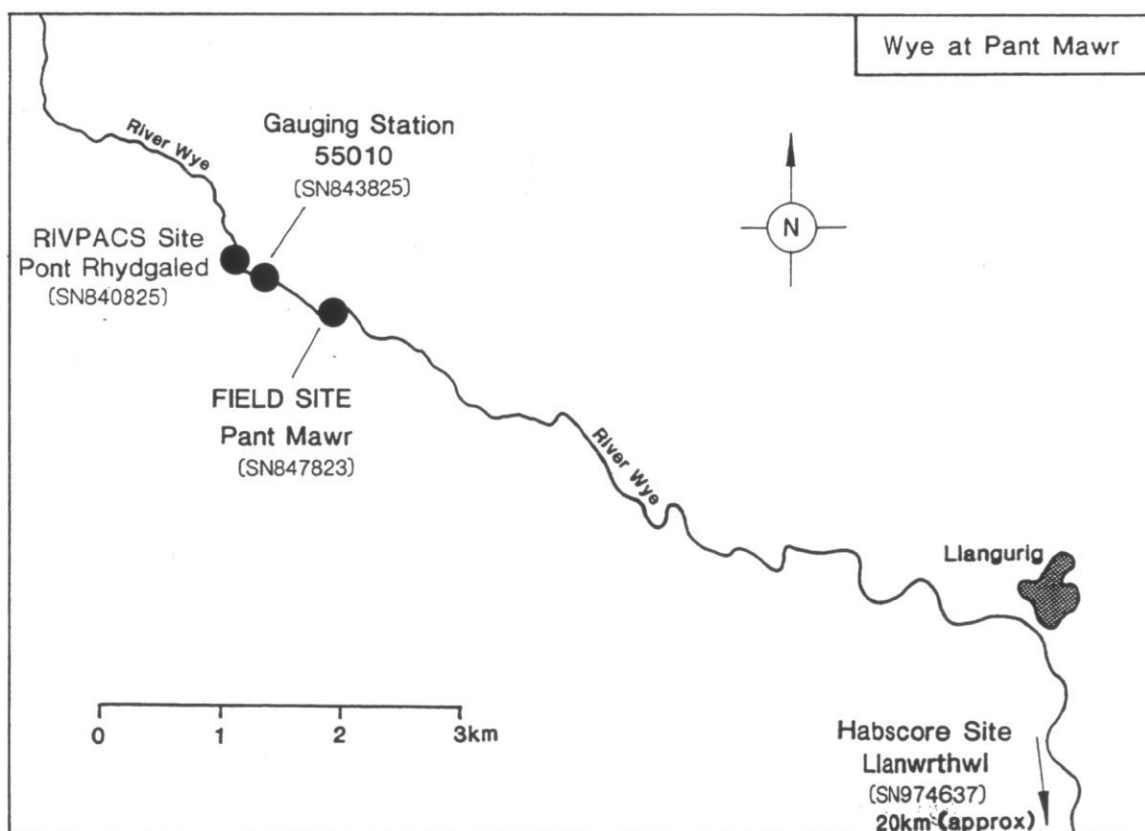 Wye at Pant Mawr
River Wye
Gauging Station
55010
(SN843825)
N
RIVPACS Site
Pont Rhydgaled
(SN840825)
FIELD SITE
Pant Mawr
(SN847823)
River Wye
Llangurig
0 1 2 3km
Habscore Site
Llanwrthwl
(SN974637)
20km (approx)